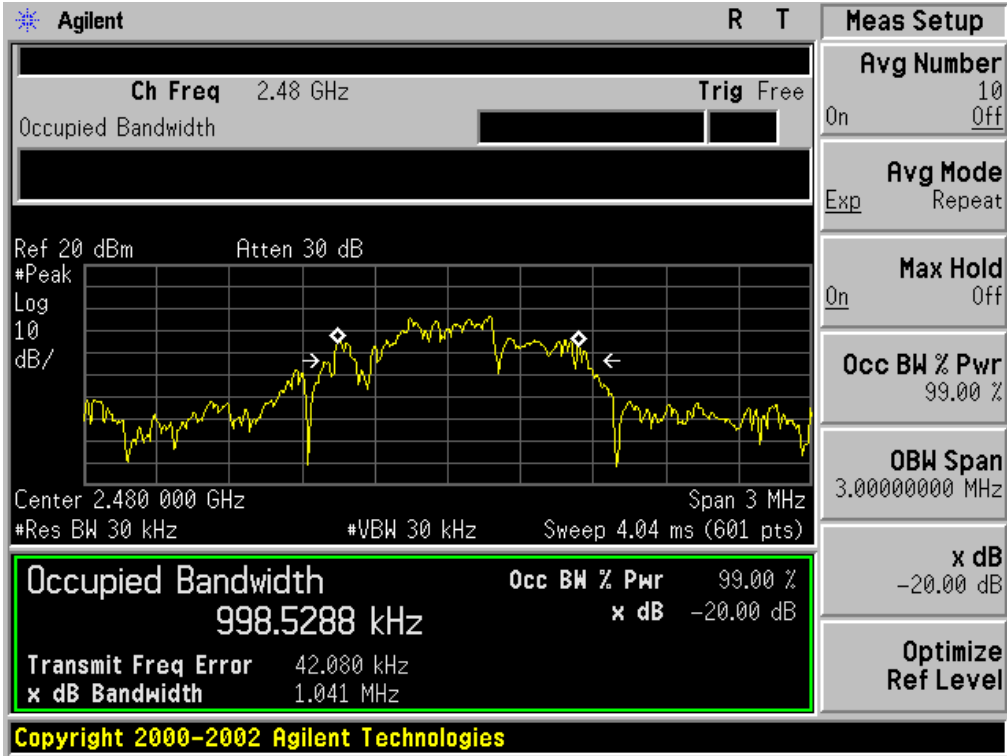 Agilent R T
Ch Freq 2.48 GHz Trig Free
Occupied Bandwidth
Ref 20 dBm Atten 30 dB
#Peak
Log
10
dB/
Center 2.480 000 GHz Span 3 MHz
#Res BW 30 kHz #VBW 30 kHz Sweep 4.04 ms (601 pts)
Occupied Bandwidth Occ BW % Pwr 99.00 %
998.5288 kHz x dB -20.00 dB
Transmit Freq Error 42.080 kHz
x dB Bandwidth 1.041 MHz
Copyright 2000-2002 Agilent Technologies
Meas Setup
Avg Number
10
On Off
Avg Mode
Exp Repeat
Max Hold
On Off
Occ BW % Pwr
99.00 %
OBW Span
3.00000000 MHz
x dB
-20.00 dB
Optimize
Ref Level